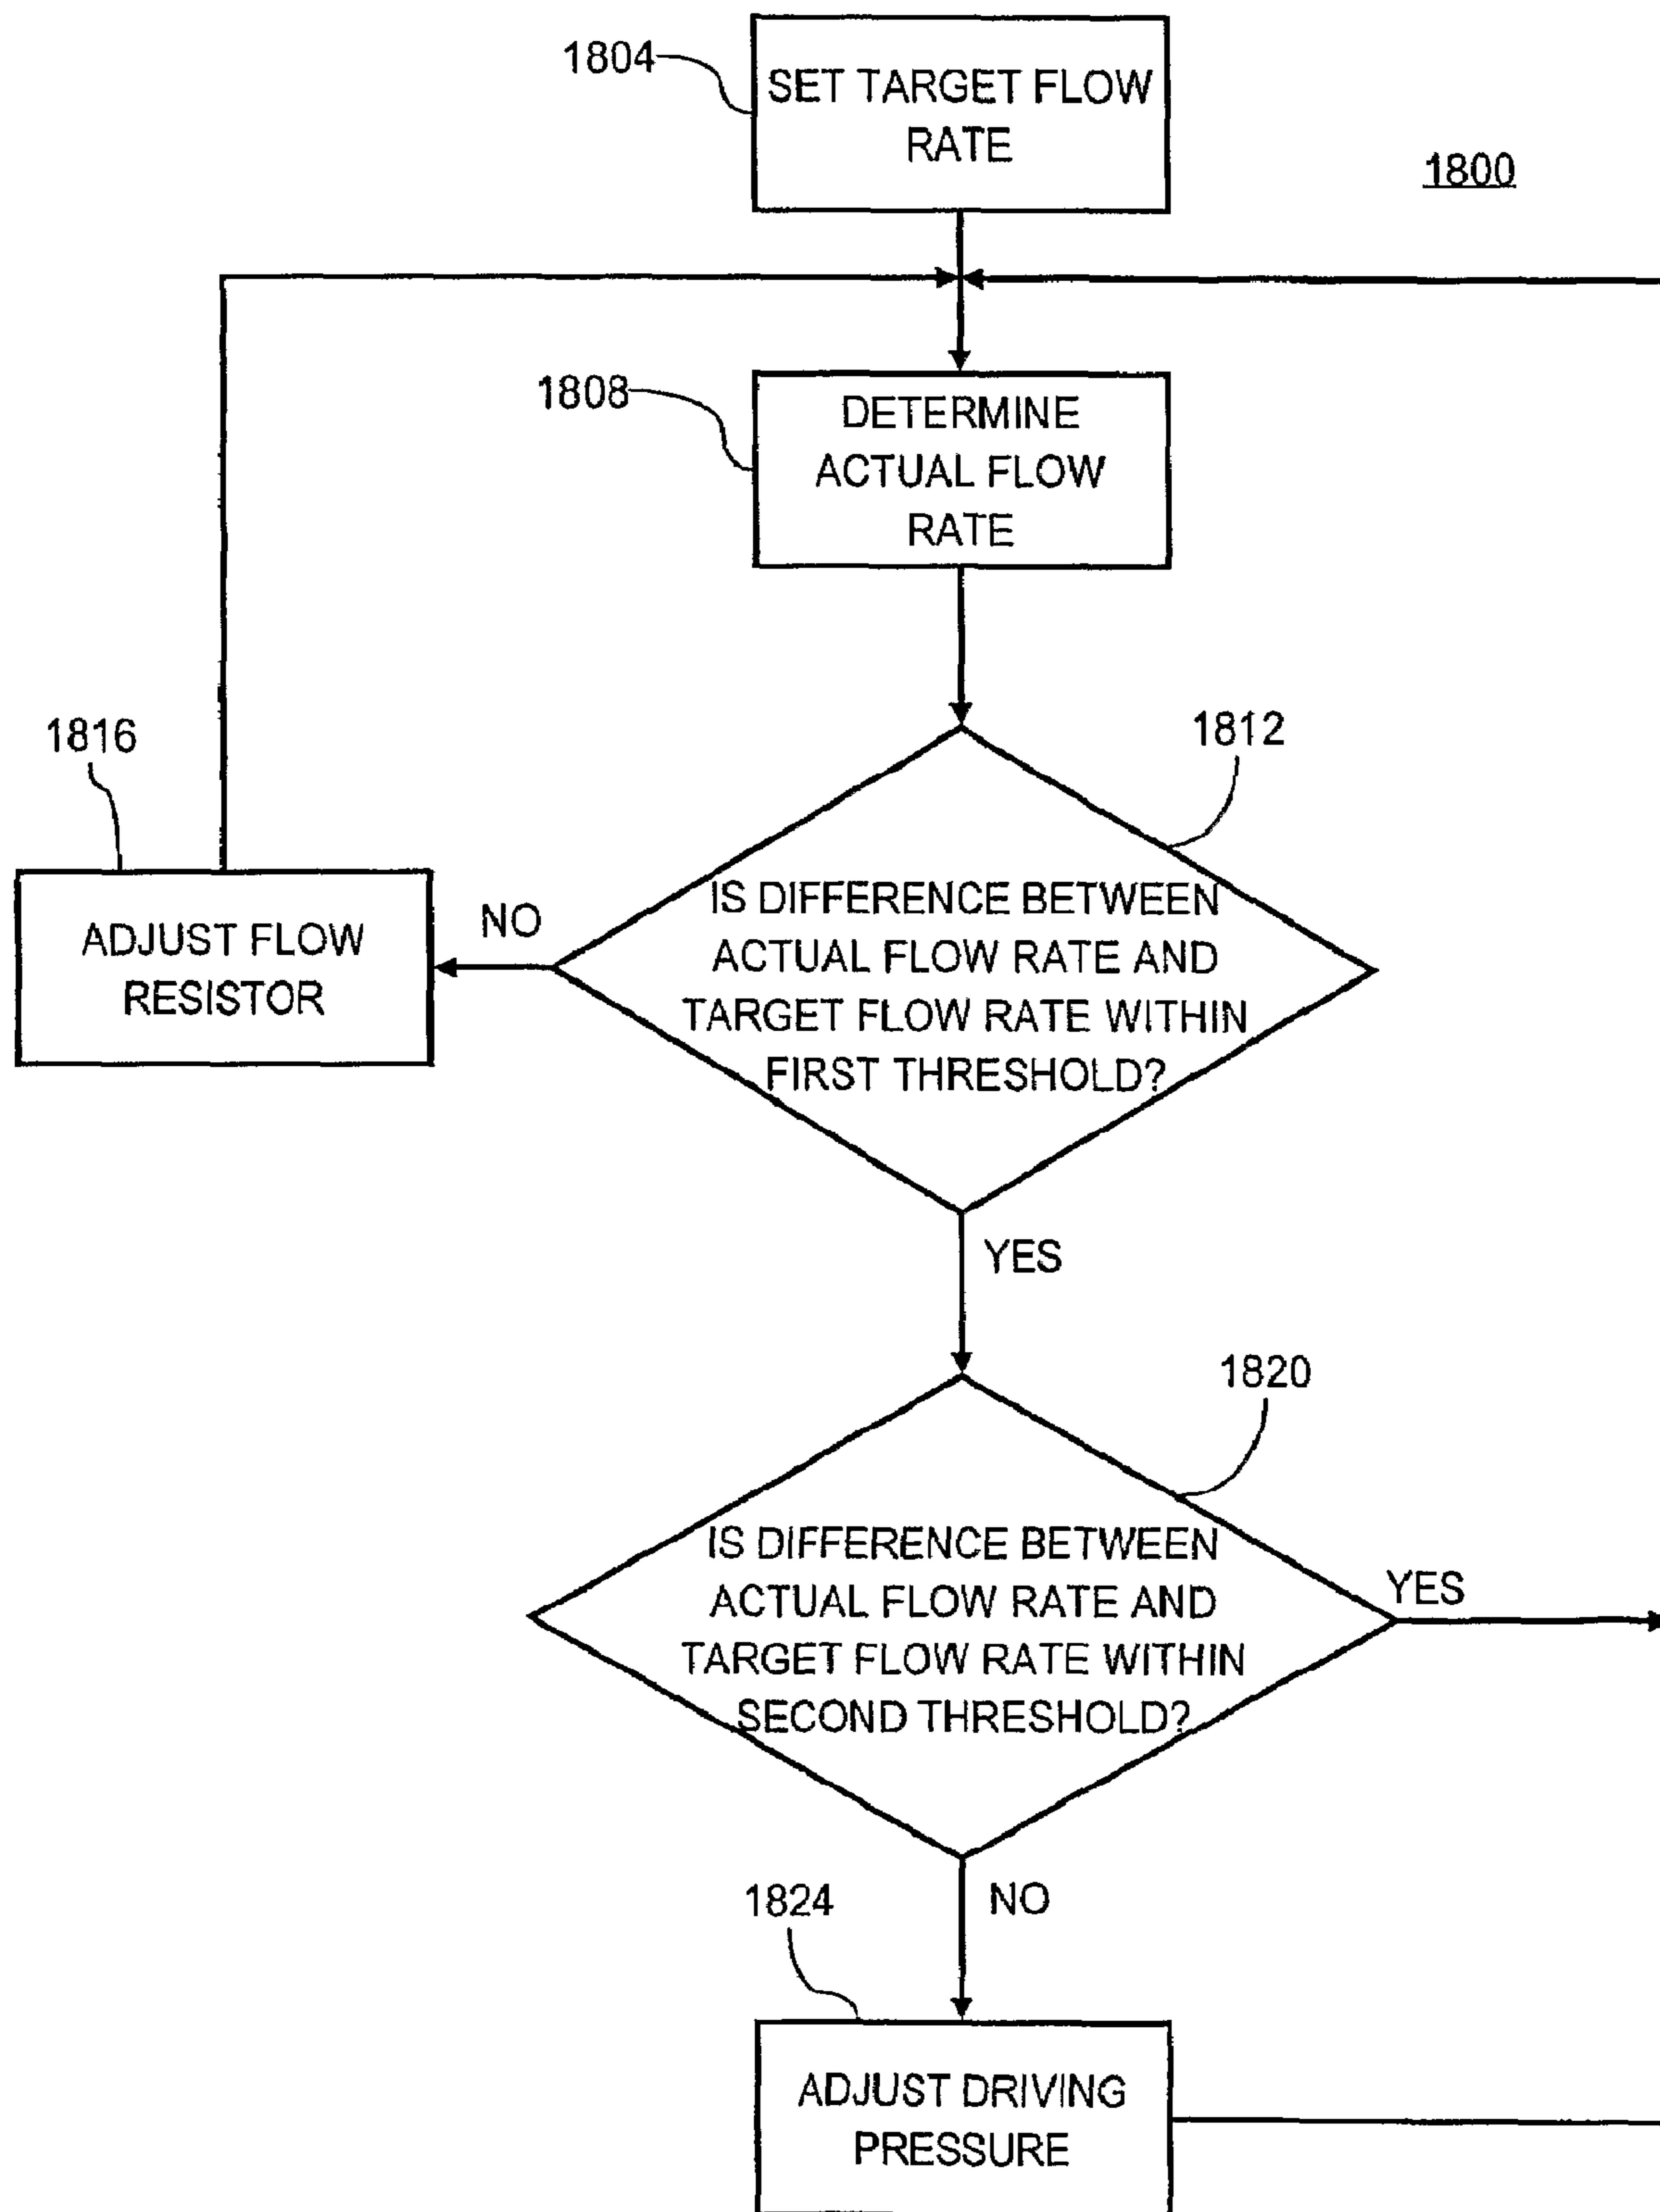 1804
SET TARGET FLOW
RATE
1800
1808
DETERMINE
ACTUAL FLOW
RATE
1816
1812
ADJUST FLOW
RESISTOR
NO
IS DIFFERENCE BETWEEN
ACTUAL FLOW RATE AND
TARGET FLOW RATE WITHIN
FIRST THRESHOLD?
YES
1820
IS DIFFERENCE BETWEEN
ACTUAL FLOW RATE AND
TARGET FLOW RATE WITHIN
SECOND THRESHOLD?
YES
1824
NO
ADJUST DRIVING
PRESSURE